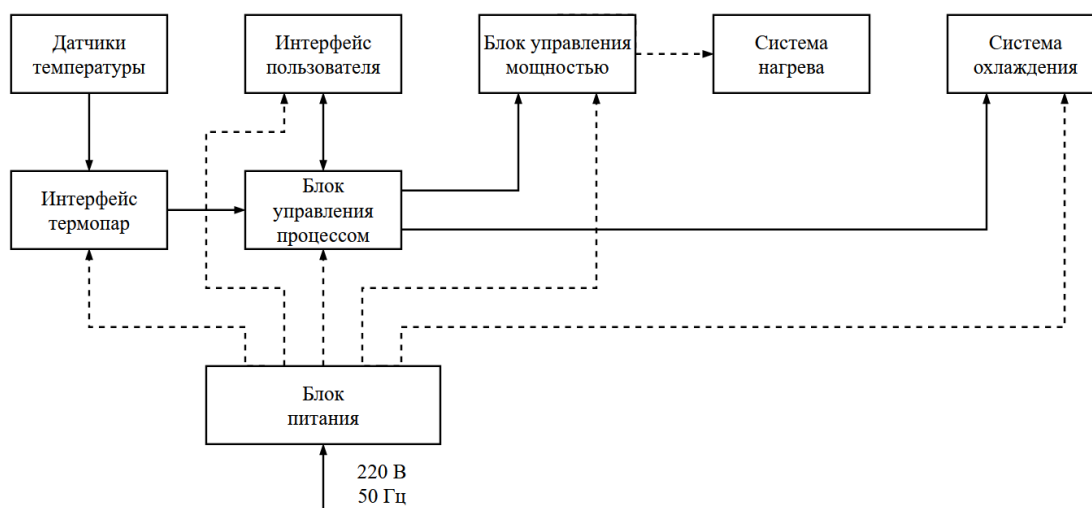 Датчики
температуры
Интерфейс
пользователя
Блок управления
мощностью
Система
нагрева
Система
охлаждения
Интерфейс
термопар
Блок
управления
процессом
Блок
питания
220 В
50 Гц